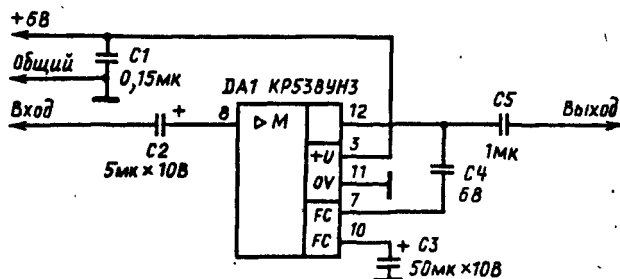 +6В
C1
Общий
0,15мк
DA1 КР538УН3
Вход
8
▷М
12
C5
Выход
C2
+
5мк×10В
+U
3
1мк
0V
11
C4
6В
FC
7
FC
10
+ C3
50мк×10В